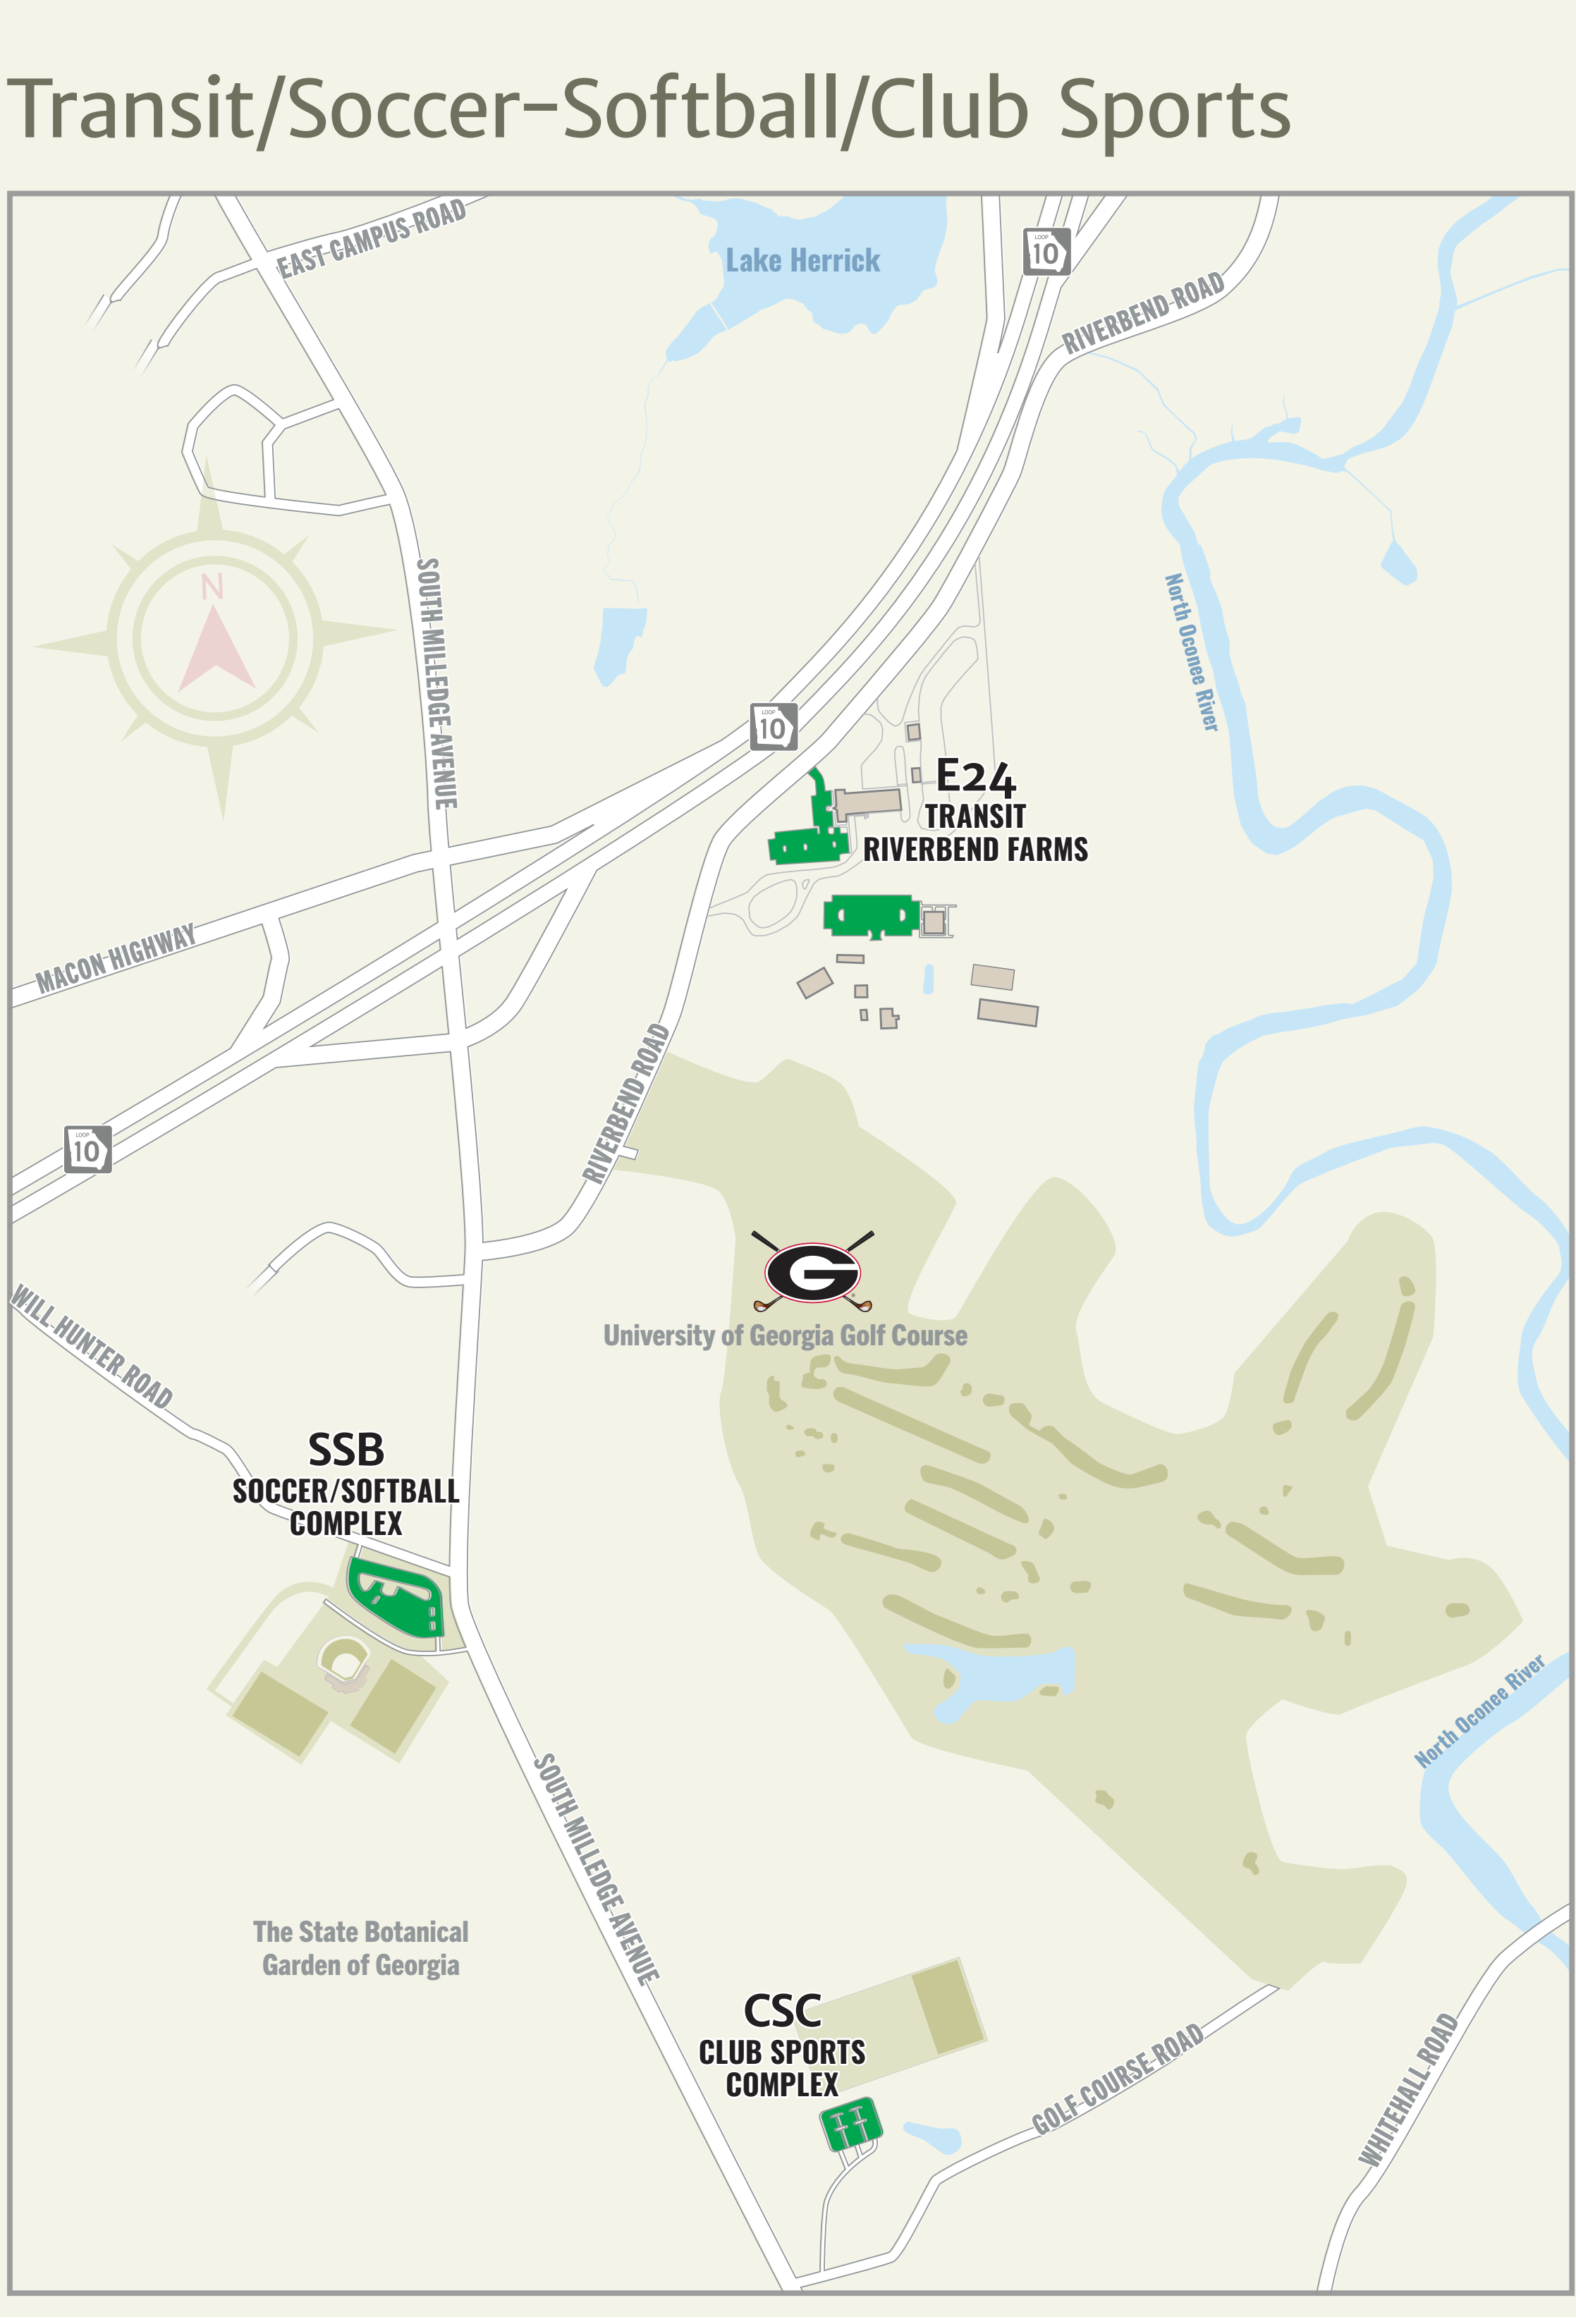 Transit/Soccer-Softball/Club Sports
EAST CAMPUS ROAD
Lake Herrick
LOOP
10
RIVERBEND ROAD
N
SOUTH MILLEDGE AVENUE
North Oconee River
LOOP
10
E24
TRANSIT
RIVERBEND FARMS
MACON HIGHWAY
RIVERBEND ROAD
LOOP
10
G
University of Georgia Golf Course
WILL HUNTER ROAD
SSB
SOCCER/SOFTBALL
COMPLEX
North Oconee River
SOUTH MILLEDGE AVENUE
The State Botanical
Garden of Georgia
CSC
CLUB SPORTS
COMPLEX
GOLF COURSE ROAD
WHITEHALL ROAD